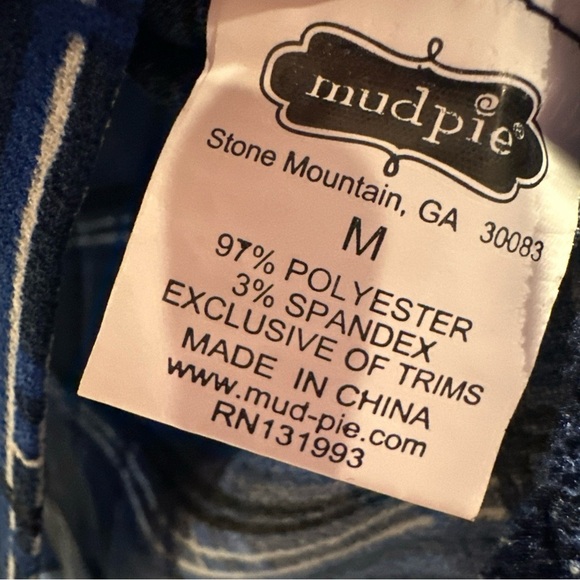 mudpie®
Stone Mountain, GA 30083
M
97% POLYESTER
3% SPANDEX
EXCLUSIVE OF TRIMS
MADE IN CHINA
www.mud-pie.com
RN131993